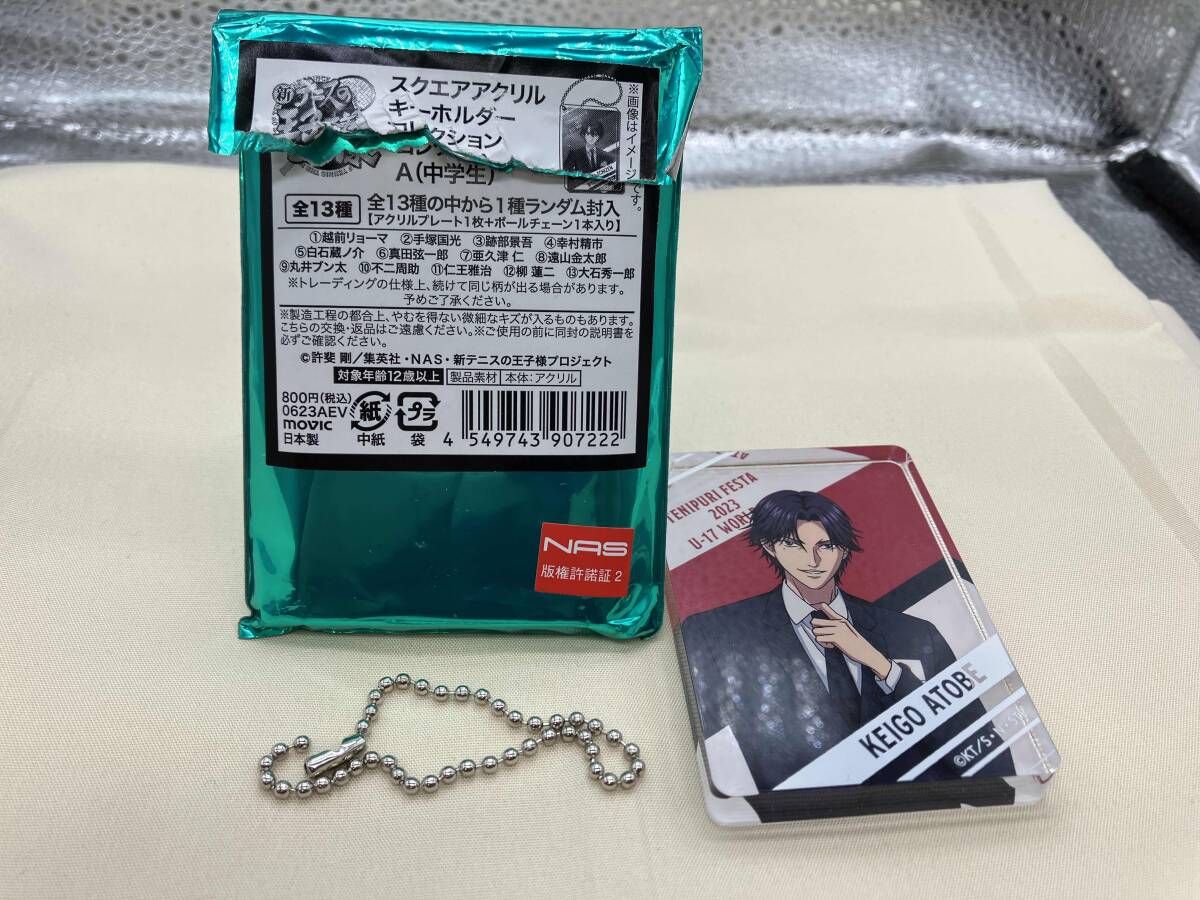 新テニスの
スクエアアクリル
キーホルダー
コレクション
A(中学生)
※画像はイメージです。
全13種
全13種の中から1種ランダム封入
【アクリルプレート1枚+ボールチェーン1本入り】
①越前リョーマ ②手塚国光 ③跡部景吾 ④幸村精市
⑤白石蔵ノ介 ⑥真田弦一郎 ⑦亜久津 仁 ⑧遠山金太郎
⑨丸井ブン太 ⑩不二周助 ⑪仁王雅治 ⑫柳 蓮二 ⑬大石秀一郎
※トレーディングの仕様上、続けて同じ柄が出る場合があります。
予めご了承ください。
※製造工程の都合上、やむを得ない微細なキズが入るものもあります。
こちらの交換・返品はご遠慮ください。※ご使用の前に同封の説明書を
必ずご確認ください。
©許斐 剛/集英社・NAS・新テニスの王子様プロジェクト
対象年齢12歳以上 製品素材 本体:アクリル
800円(税込)
0623AEV
movic
日本製
紙
中紙
プラ
袋
4 549743 907222
NAS
版権許諾証 2
TENIPURI FESTA
2023
U-17 WORL
KEIGO ATOBE
©KT/S・N・